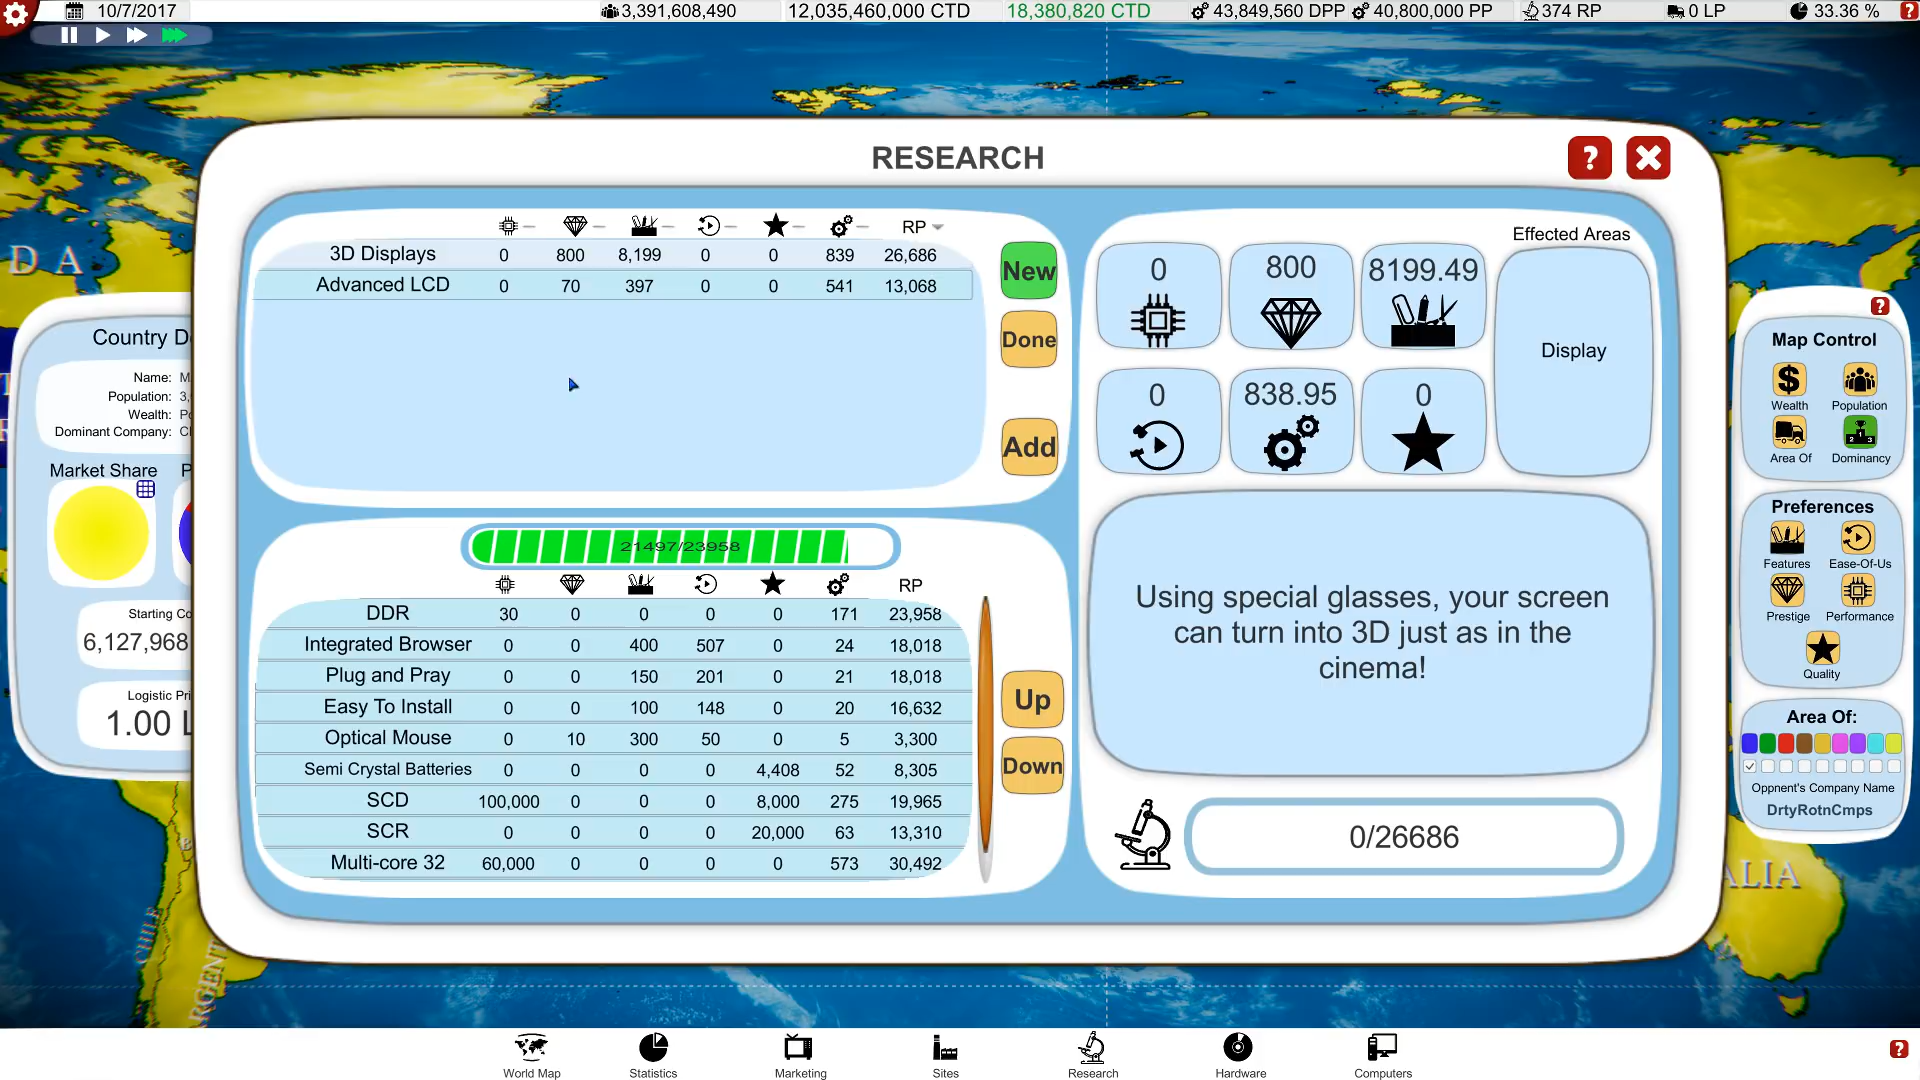 10/7/2017 3,391,608,490 12,035,460,000 CTD 18,380,820 CTD 43,849,560 DPP 40,800,000 PP 374 RP 0 LP 33.36 % ?
RESEARCH ?
D A
RP
3D Displays 0 800 8,199 0 0 839 26,686
Advanced LCD 0 70 397 0 0 541 13,068
New
Done
Add
21497/23958
RP
DDR 30 0 0 0 0 171 23,958
Integrated Browser 0 0 400 507 0 24 18,018
Plug and Pray 0 0 150 201 0 21 18,018
Easy To Install 0 0 100 148 0 20 16,632
Optical Mouse 0 10 300 50 0 5 3,300
Semi Crystal Batteries 0 0 0 0 4,408 52 8,305
SCD 100,000 0 0 0 8,000 275 19,965
SCR 0 0 0 0 20,000 63 13,310
Multi-core 32 60,000 0 0 0 0 573 30,492
Up
Down
0 800 8199.49
0 838.95 0
Effected Areas
Display
Using special glasses, your screen
can turn into 3D just as in the
cinema!
0/26686
Country D
Name: M
Population: 3,
Wealth: P
Dominant Company: C
Market Share P
Starting Co
6,127,968
Logistic Pri
1.00 L
?
Map Control
Wealth Population
Area Of Dominancy
Preferences
Features Ease-Of-Us
Prestige Performance
Quality
Area Of:
Oppnent's Company Name
DrtyRotnCmps
CHILE
ARGENT
ALIA
World Map Statistics Marketing Sites Research Hardware Computers ?